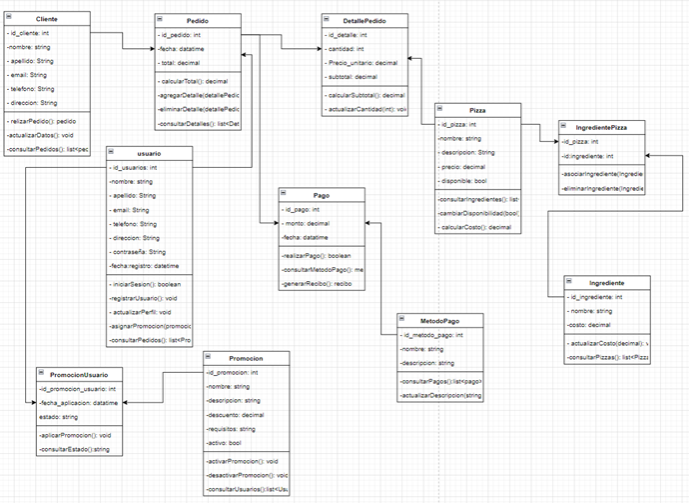 Cliente
- id_cliente: int
-nombre: String
- apellido: String
- email: String
- telefono: String
- direccion: String
- relizarPedido(): pedido
-actualizarDatos(): void
-consultarPedidos(): list<pec
Pedido
- id_pedido: int
-fecha: datatime
- total: decimal
- calcularTotal(): decimal
-agregarDetalle(detallePedic
-eliminarDetalle(detallePedic
-consultarDetalles(): list<Det
DetallePedido
- id_detalle: int
- cantidad: int
- Precio_unitario: decimal
- subtotal: decimal
- calcularSubtotal(): decimal
- actualizarCantidad(int): voi
Pizza
- id_pizza: int
-nombre: string
- descripcion: String
- precio: decimal
- disponible: bool
-consultarIngredientes(): list
-cambiarDisponibilidad(bool(
- calcularCosto(): decimal
IngredientePizza
-id_pizza: int
-id:ingrediente: int
-asociarIngrediente(Ingredie
-eliminarIngrediente(Ingredie
usuario
- id_usuarios: int
-nombre: string
- apellido: String
- email: String
- telefono: String
- direccion: String
- contraseña: String
-fecha:registro: datetime
- iniciarSesion(): boolean
- registrarUsuario(): void
- actualizarPerfil(): void
-asignarPromocion(promocic
-consultarPedidos(): list<Pro
Pago
- id_pago: int
- monto: decimal
-fecha: datatime
-realizarPago(): boolean
-consultarMetodoPago(): me
-generarRecibo(): recibo
Ingrediente
- id_ingrediente: int
- nombre: string
-costo: decimal
- actualizarCosto(decimal): v
-consultarPizzas(): list<Pizza
MetodoPago
- id_metodo_pago: int
-nombre: string
-descripcion: string
-consultarPagos():list<pago>
-actualizarDescripcion(string
Promocion
-id_promocion: int
-nombre: string
-descripcion: string
-descuento: decimal
-requisitos: string
-activo: bool
-activarPromocion(): void
-desactivarPromocion(): voic
-consultarUsuarios():list<Usu
PromocionUsuario
-id_promocion_usuario: int
-fecha_aplicacion: datatime
estado: string
-aplicarPromocion(): void
-consultarEstado():string